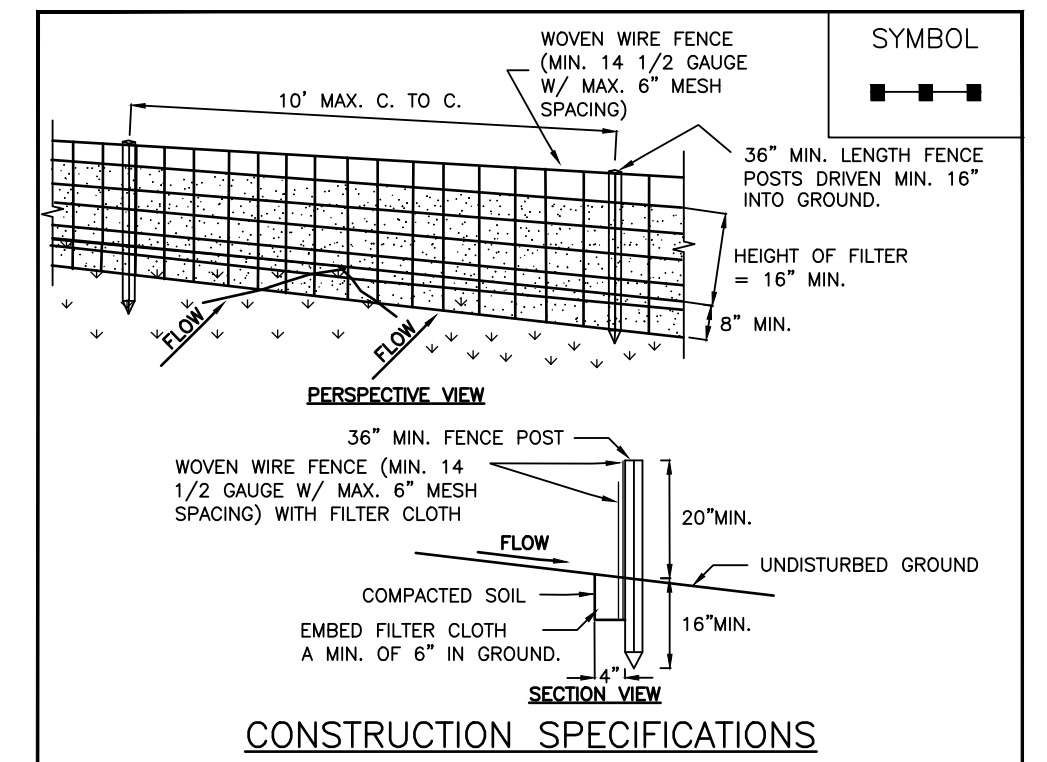 SYMBOL
WOVEN WIRE FENCE
(MIN. 14 1/2 GAUGE
W/ MAX. 6" MESH
SPACING)
10' MAX. C. TO C.
36" MIN. LENGTH FENCE
POSTS DRIVEN MIN. 16"
INTO GROUND.
HEIGHT OF FILTER
= 16" MIN.
8" MIN.
FLOW
FLOW
PERSPECTIVE VIEW
36" MIN. FENCE POST
WOVEN WIRE FENCE (MIN. 14
1/2 GAUGE W/ MAX. 6" MESH
SPACING) WITH FILTER CLOTH
20"MIN.
FLOW
UNDISTURBED GROUND
COMPACTED SOIL
16"MIN.
EMBED FILTER CLOTH
A MIN. OF 6" IN GROUND.
4"
SECTION VIEW
CONSTRUCTION SPECIFICATIONS